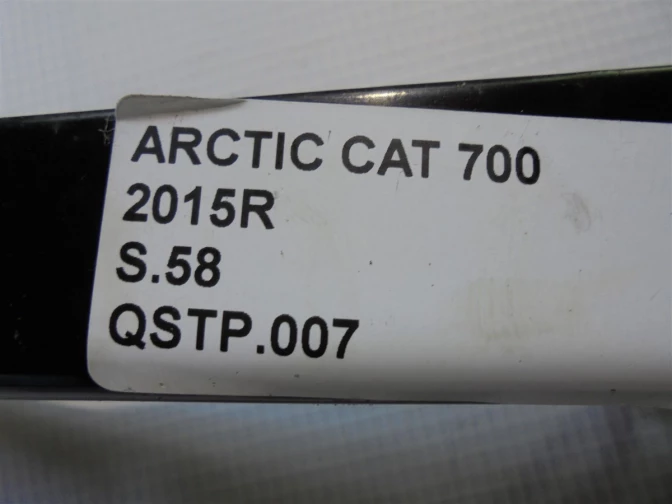 ARCTIC CAT 700
2015R
S.58
QSTP.007